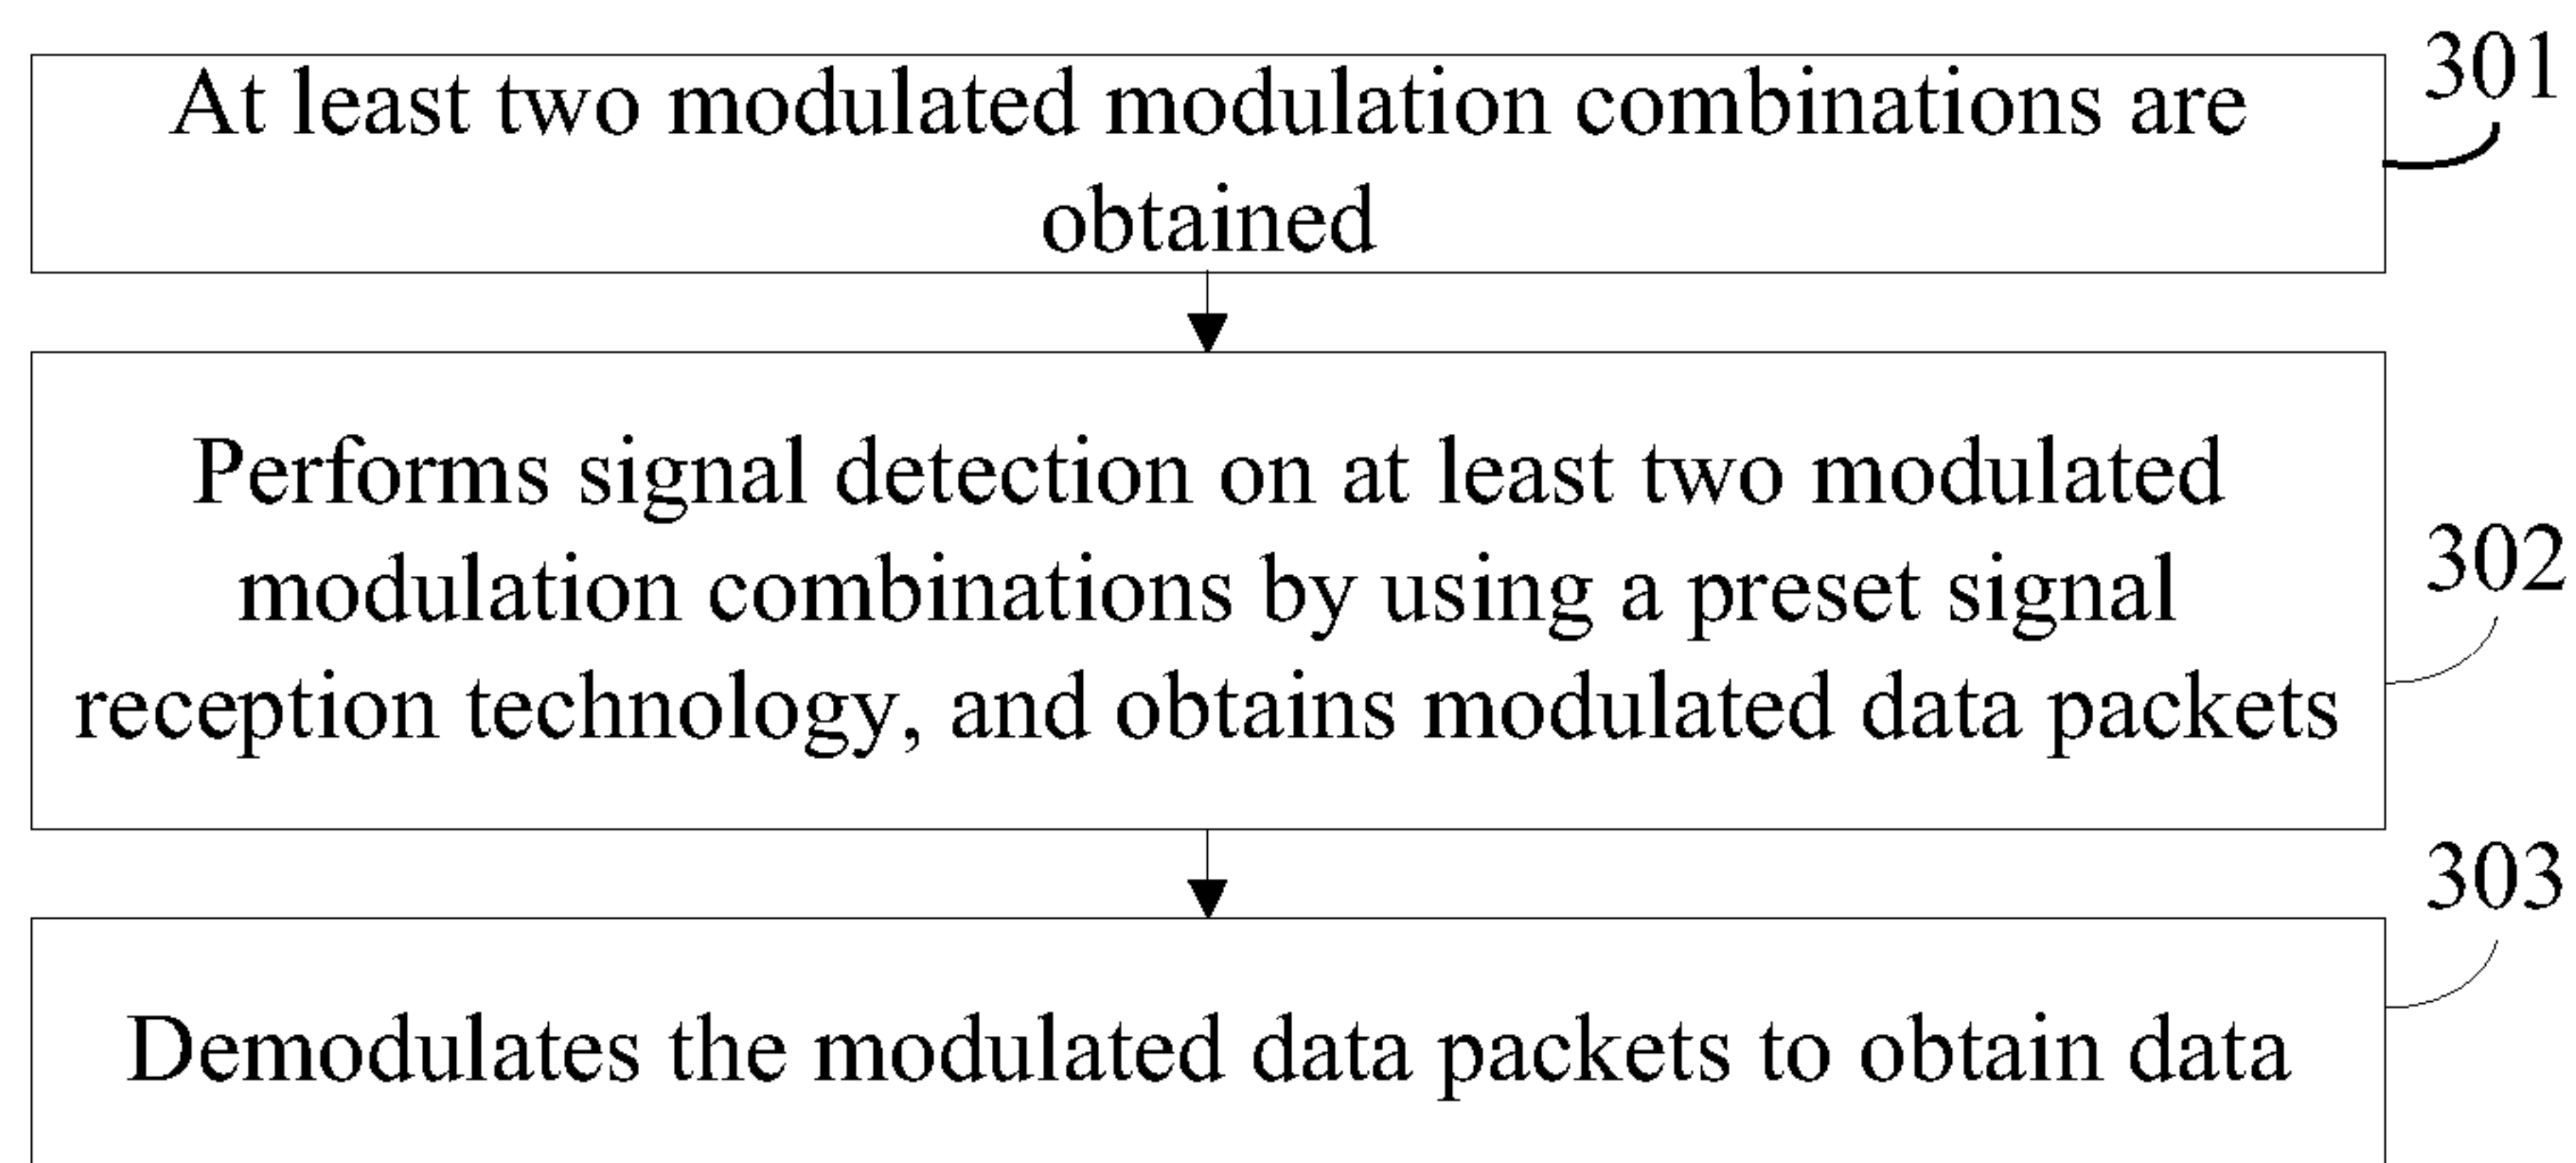 301
At least two modulated modulation combinations are
obtained
Performs signal detection on at least two modulated
modulation combinations by using a preset signal
302
reception technology, and obtains modulated data packets
303
Demodulates the modulated data packets to obtain data